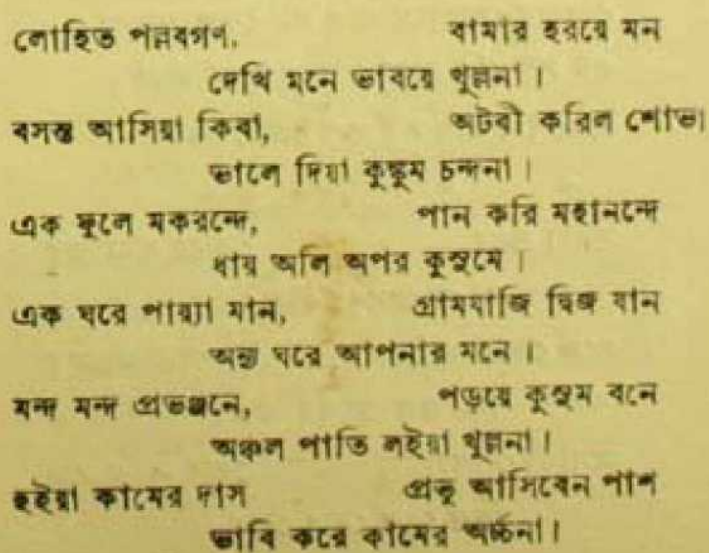 লোহিত পল্লবগণ, বামার হরয়ে মন
দেখি মনে ভাবয়ে খুল্লনা ।
বসন্ত আসিয়া কিবা, অটবী করিল শোভা
ভালে দিয়া কুঙ্কুম চন্দনা ।
এক ফুলে মকরন্দে, পান করি মহানন্দে
ধায় অলি অপর কুসুমে ।
এক ঘরে পায়্যা মান, গ্রামযাজি দ্বিজ যান
অন্য ঘরে আপনার মনে ।
মন্দ মন্দ প্রভঞ্জনে, পড়য়ে কুসুম বনে
অঞ্চল পাতি লইয়া খুল্লনা ।
হইয়া কামের দাস প্রভু আসিবেন পাশ
ভাবি করে কামের অর্চ্চনা ।